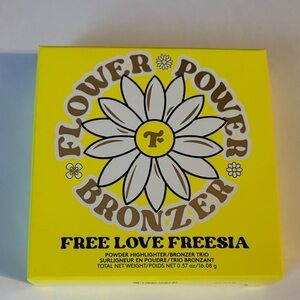 FLOWER POWER
BRONZER
T
FREE LOVE FREESIA
POWDER HIGHLIGHTER/BRONZER TRIO
SURLIGNEUR EN POUDRE/TRIO BRONZANT
TOTAL NET WEIGHT/POIDS NET 0.57 oz/16.08 g